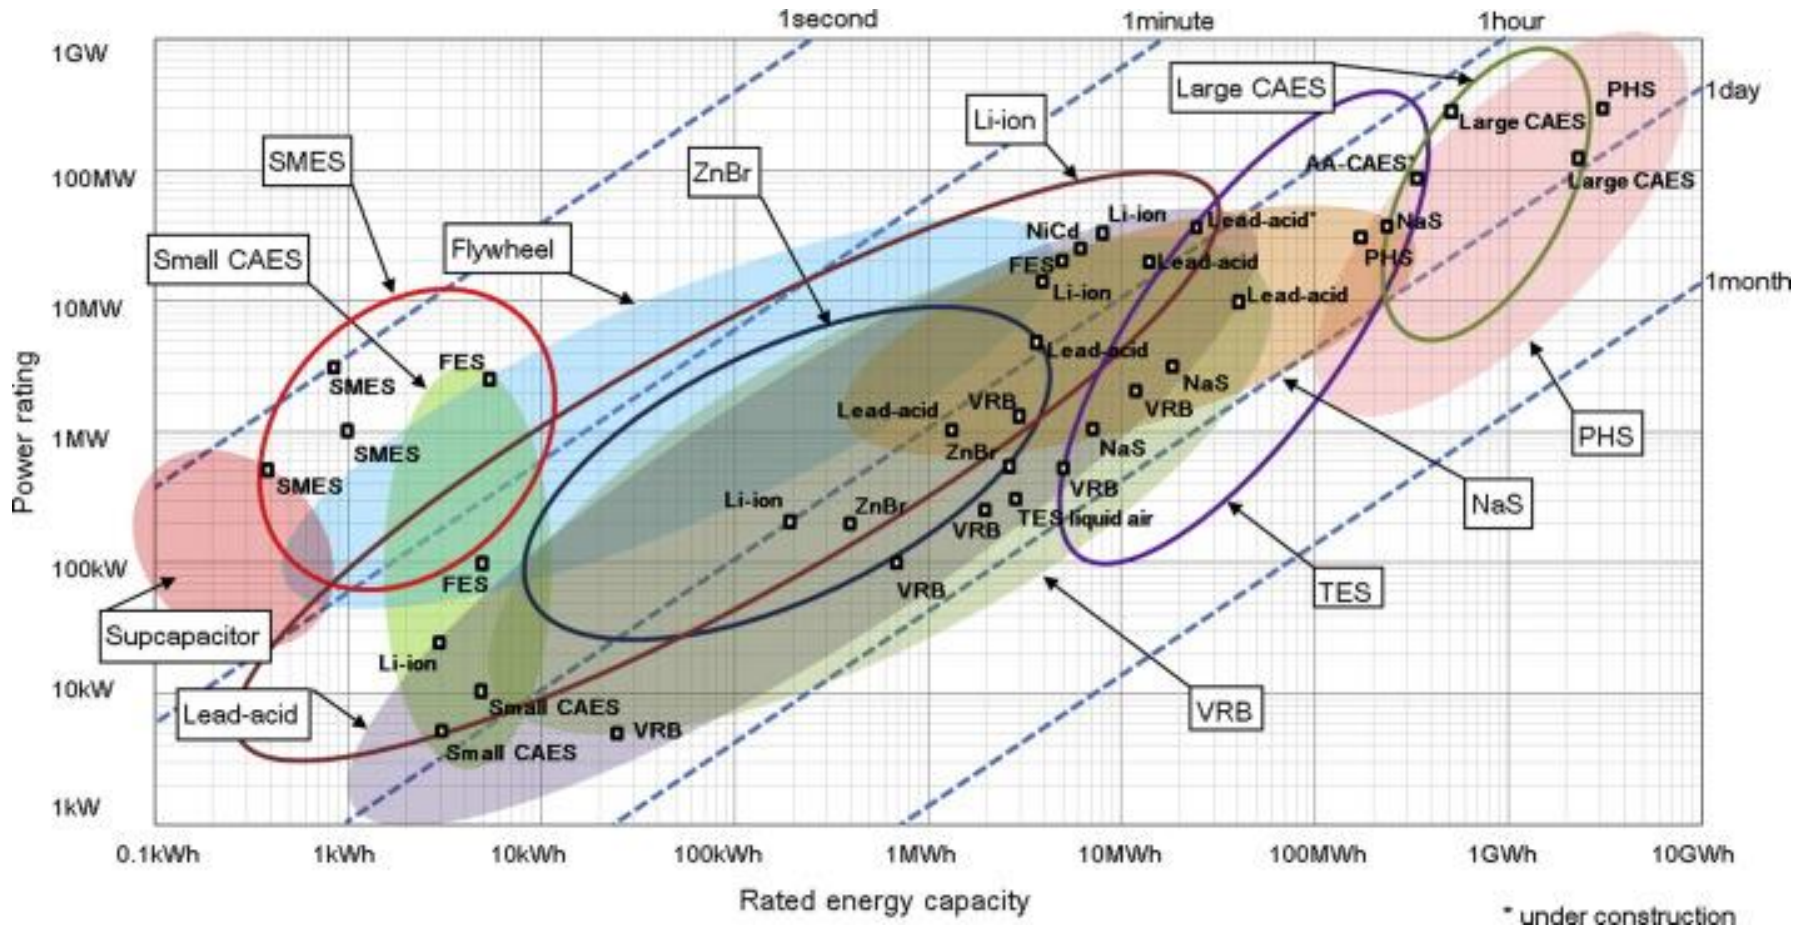 1second
1minute
1hour
1GW
Large CAES
PHS
1day
Li-ion
Large CAES
SMES
ZnBr
AA-CAES*
100MW
Large CAES
Li-ion
Lead-acid*
NaS
Flywheel
NiCd
Small CAES
FES
Lead-acid
PHS
1month
Li-ion
Lead-acid
10MW
FES
Lead-acid
SMES
NaS
Lead-acid
VRB
VRB
1MW
SMES
ZnBr
NaS
PHS
SMES
VRB
Li-ion
ZnBr
NaS
TES liquid air
VRB
100kW
FES
VRB
TES
Supcapacitor
Li-ion
10kW
Lead-acid
Small CAES
VRB
VRB
Small CAES
1kW
Power rating
0.1kWh
1kWh
10kWh
100kWh
1MWh
10MWh
100MWh
1GWh
10GWh
Rated energy capacity
* under construction